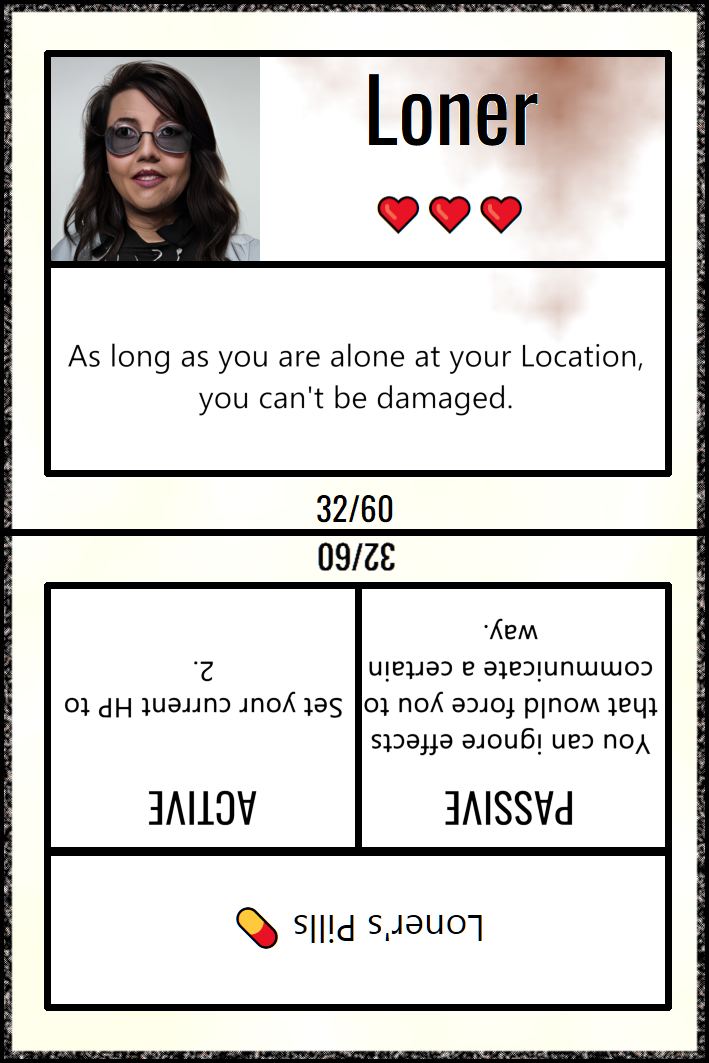 Loner
As long as you are alone at your Location,
you can't be damaged.
32/60
32/60
Loner's Pills
PASSIVE
You can ignore effects
that would force you to
communicate a certain
way.
ACTIVE
Set your current HP to
2.